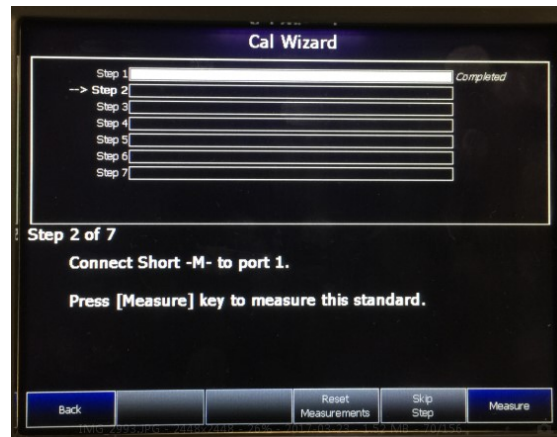 Cal Wizard
Step 1 Completed
--> Step 2
Step 3
Step 4
Step 5
Step 6
Step 7
Step 2 of 7
Connect Short -M- to port 1.
Press [Measure] key to measure this standard.
Back Reset Measurements Skip Step Measure